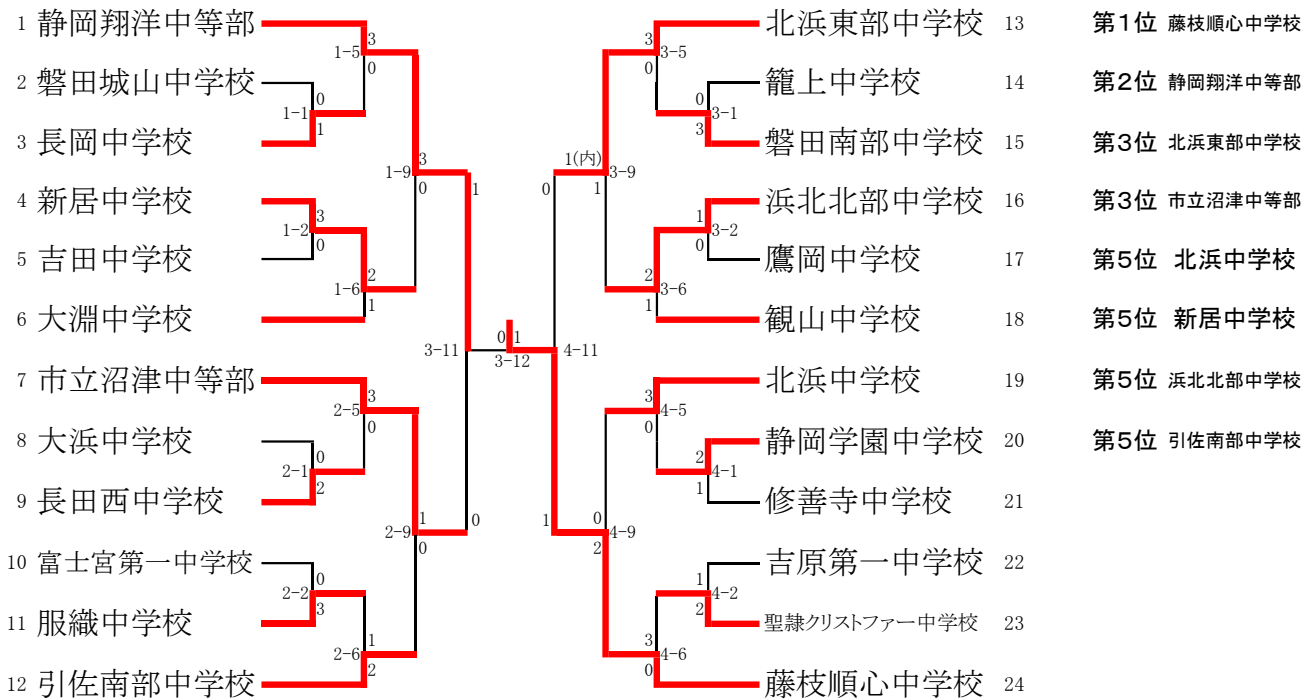 1 静岡翔洋中等部
2 磐田城山中学校
3 長岡中学校
4 新居中学校
5 吉田中学校
6 大淵中学校
7 市立沼津中等部
8 大浜中学校
9 長田西中学校
10 富士宮第一中学校
11 服織中学校
12 引佐南部中学校
1-5
3
0
1-1
0
1
1-9
3
0
1-2
3
0
1-6
2
1
2-5
3
0
2-1
0
2
2-9
1
0
2-2
0
3
2-6
1
2
1
3-11
0
0 1
3-12
0
4-11
1
3
3-5
0
0
3-1
3
1(内)
3-9
1
1
3-2
0
2
3-6
1
3
4-5
0
2
4-1
1
0
4-9
2
1
4-2
2
3
4-6
0
北浜東部中学校 13
籠上中学校 14
磐田南部中学校 15
浜北北部中学校 16
鷹岡中学校 17
観山中学校 18
北浜中学校 19
静岡学園中学校 20
修善寺中学校 21
吉原第一中学校 22
聖隷クリストファー中学校 23
藤枝順心中学校 24
第1位 藤枝順心中学校
第2位 静岡翔洋中等部
第3位 北浜東部中学校
第3位 市立沼津中等部
第5位 北浜中学校
第5位 新居中学校
第5位 浜北北部中学校
第5位 引佐南部中学校